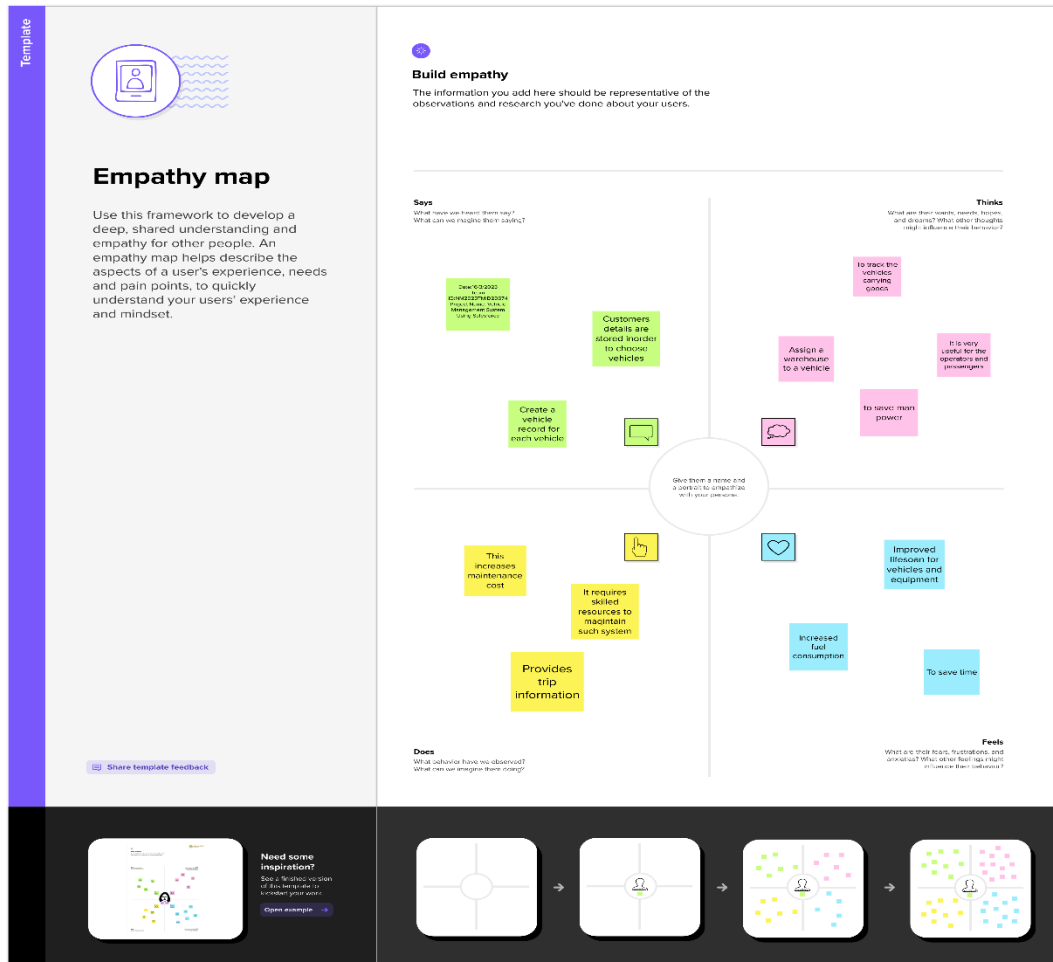 Template
Empathy map
Use this framework to develop a
deep, shared understanding and
empathy for other people. An
empathy map helps describe the
aspects of a user's experience, needs
and pain points, to quickly
understand your users' experience
and mindset.
Share template feedback
Build empathy
The information you add here should be representative of the
observations and research you've done about your users.
Says
What have we heard them say?
What can we imagine them saying?
Thinks
What are their wants, needs, hopes,
and dreams? What other thoughts
might influence their behavior?
Project Name: Vehicle
Management System
Using Salesforce
Customers
details are
stored inorder
to choose
vehicles
Create a
vehicle
record for
each vehicle
To track the
vehicles
carrying
goods
Assign a
warehouse
to a vehicle
It is very
useful for the
operators and
passengers
to save man
power
Give them a name and
a portrait to empathize
with your persona.
This
increases
maintenance
cost
It requires
skilled
resources to
maqintain
such system
Provides
trip
information
Improved
lifespan for
vehicles and
equipment
Increased
fuel
consumption
To save time
Does
What behavior have we observed?
What can we imagine them doing?
Feels
What are their fears, frustrations, and
anxieties? What other feelings might
influence their behavior?
Need some
inspiration?
See a finished version
of this template to
kickstart your work.
Open example